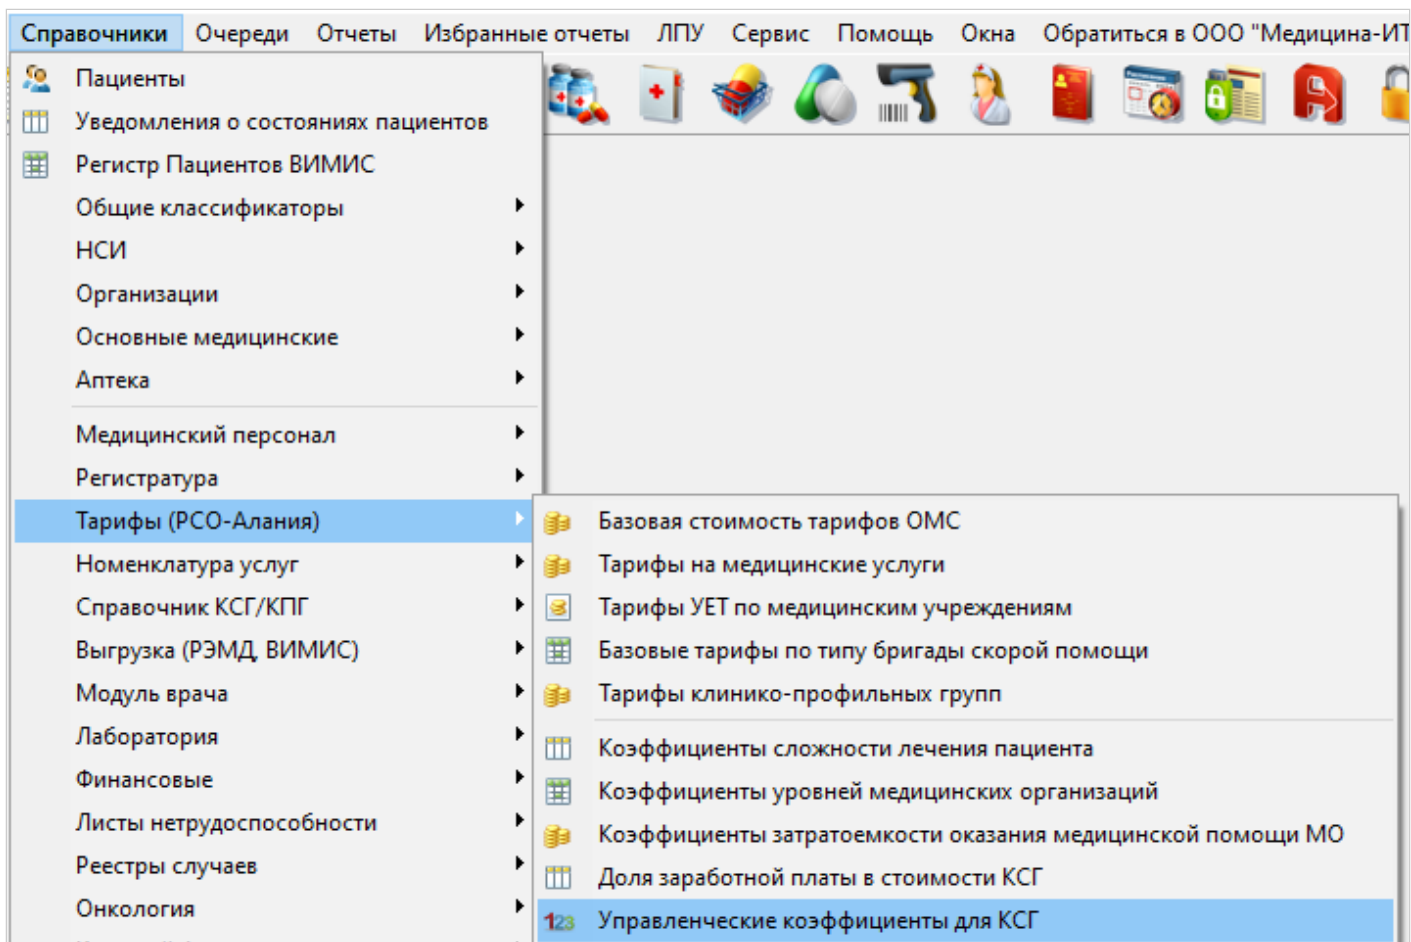 Справочники Очереди Отчеты Избранные отчеты ЛПУ Сервис Помощь Окна Обратиться в ООО "Медицина-ИТ
Пациенты
Уведомления о состояниях пациентов
Регистр Пациентов ВИМИС
Общие классификаторы
НСИ
Организации
Основные медицинские
Аптека
Медицинский персонал
Регистратура
Тарифы (РСО-Алания)
Номенклатура услуг
Справочник КСГ/КПГ
Выгрузка (РЭМД, ВИМИС)
Модуль врача
Лаборатория
Финансовые
Листы нетрудоспособности
Реестры случаев
Онкология
Базовая стоимость тарифов ОМС
Тарифы на медицинские услуги
Тарифы УЕТ по медицинским учреждениям
Базовые тарифы по типу бригады скорой помощи
Тарифы клинико-профильных групп
Коэффициенты сложности лечения пациента
Коэффициенты уровней медицинских организаций
Коэффициенты затратоемкости оказания медицинской помощи МО
Доля заработной платы в стоимости КСГ
123 Управленческие коэффициенты для КСГ